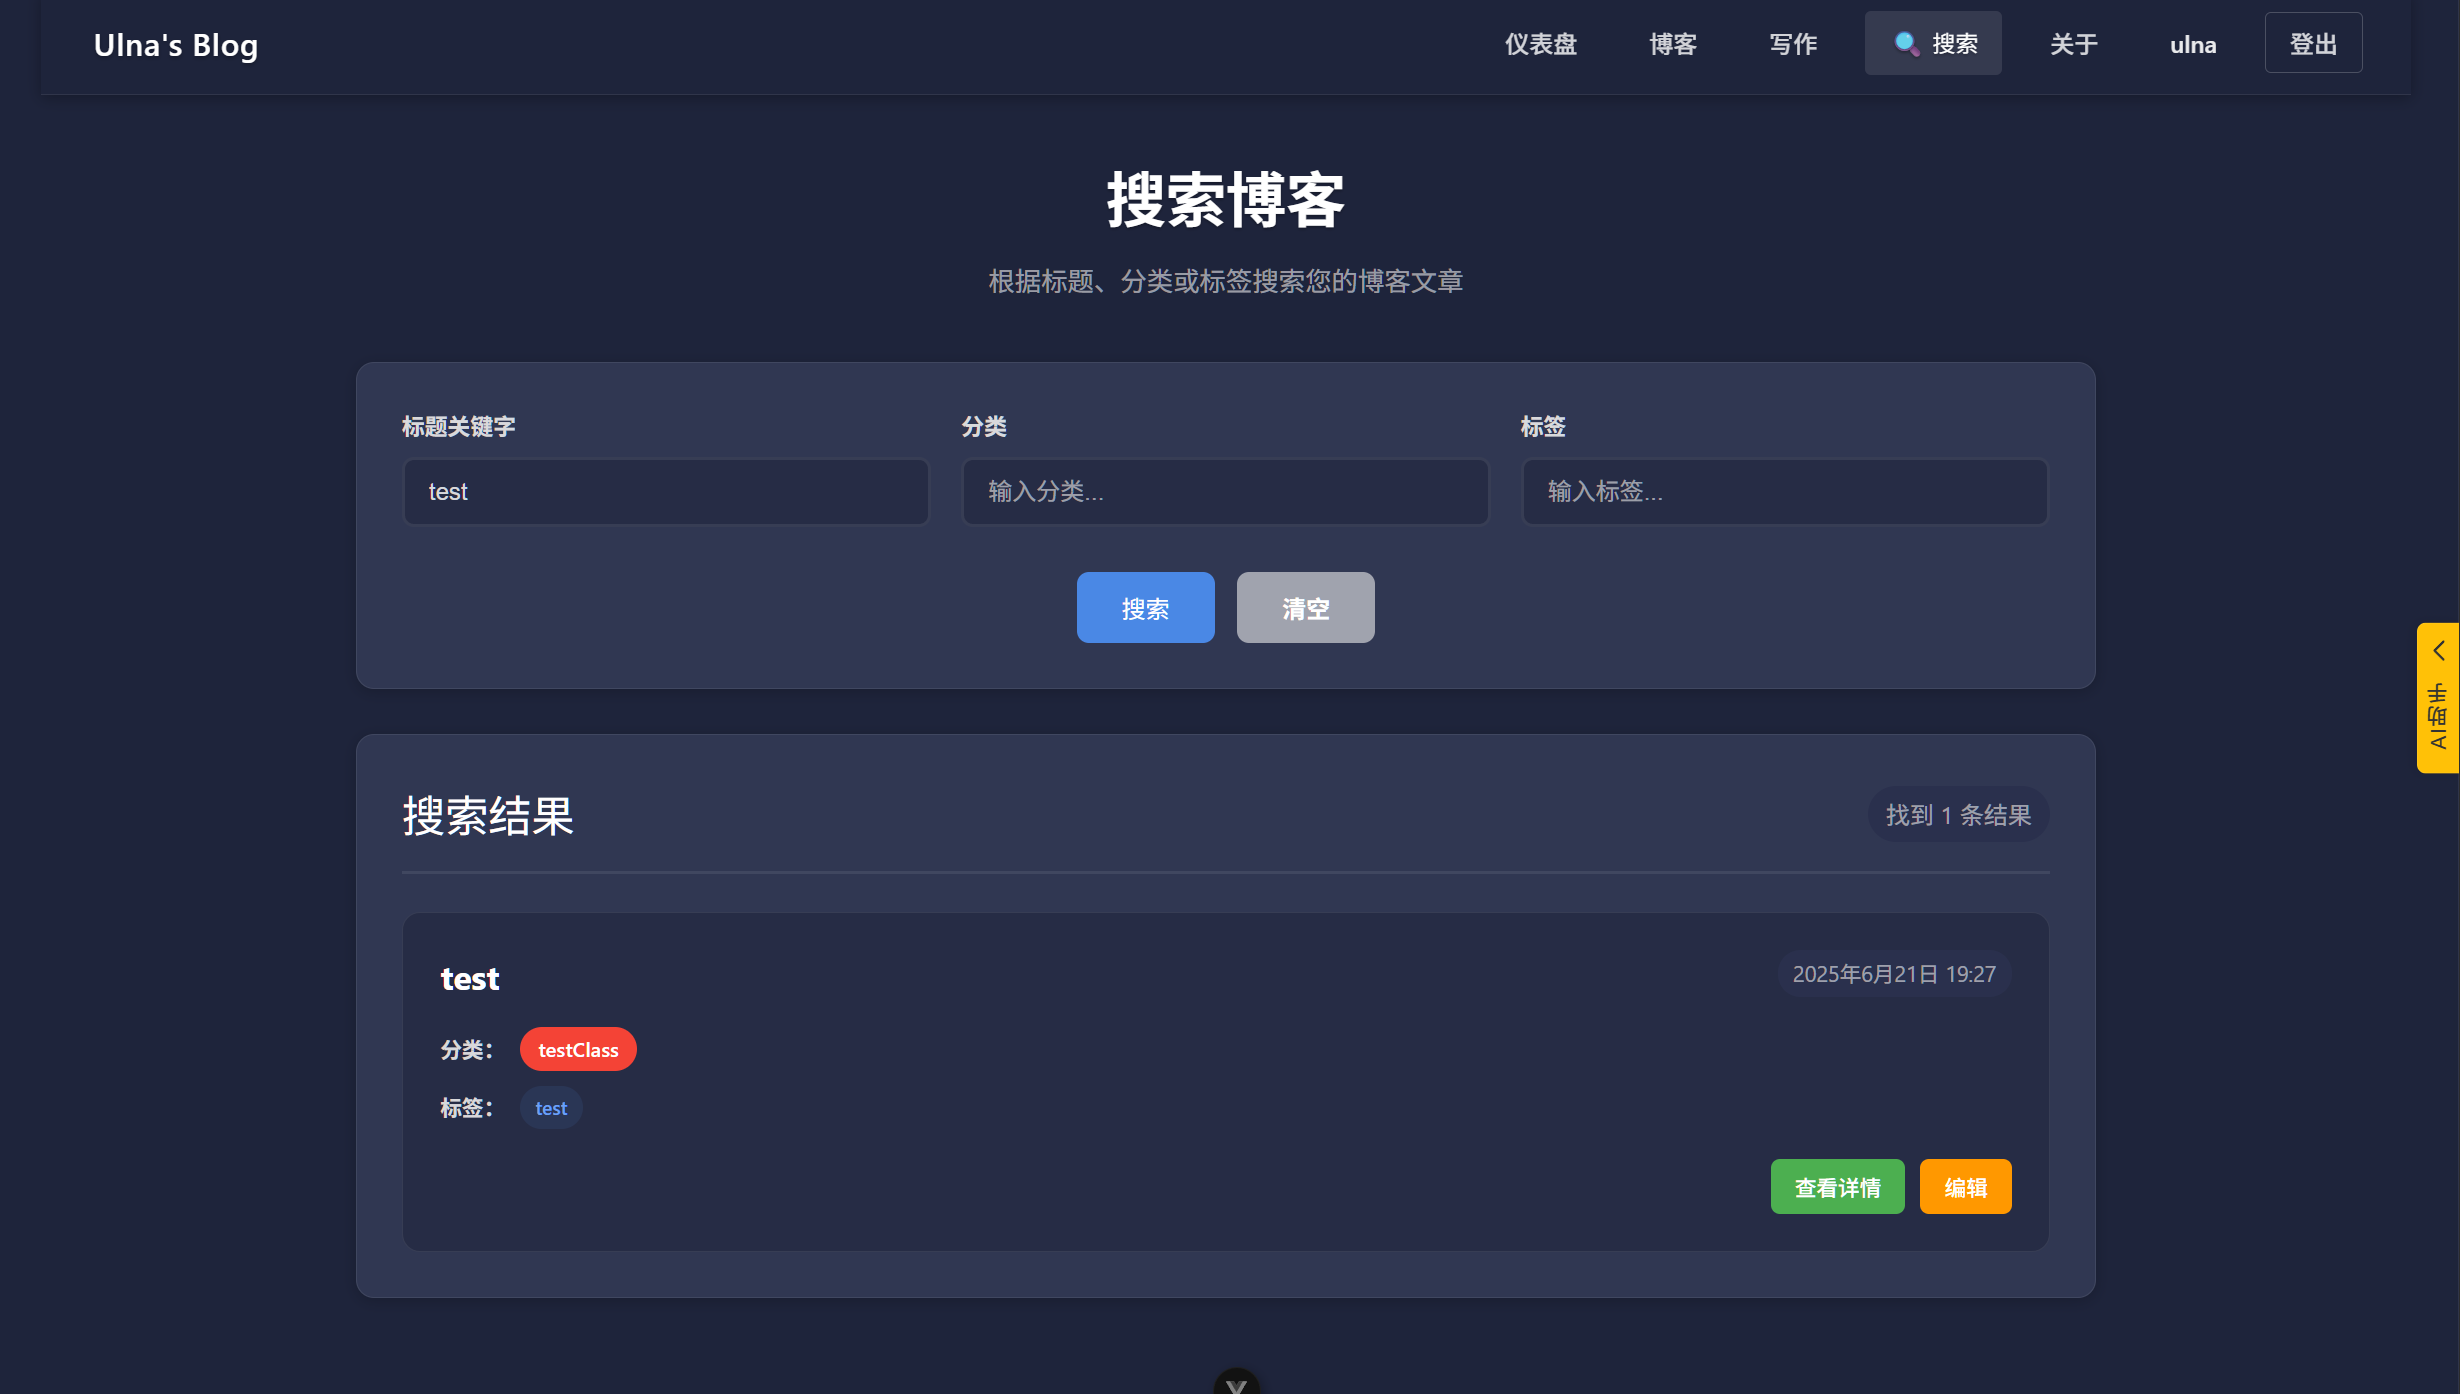 Ulna's Blog
仪表盘
博客
写作
搜索
关于
ulna
登出
搜索博客
根据标题、分类或标签搜索您的博客文章
标题关键字
分类
标签
test
输入分类...
输入标签...
搜索
清空
AI助手
搜索结果
找到 1 条结果
test
2025年6月21日 19:27
分类：
testClass
标签：
test
查看详情
编辑